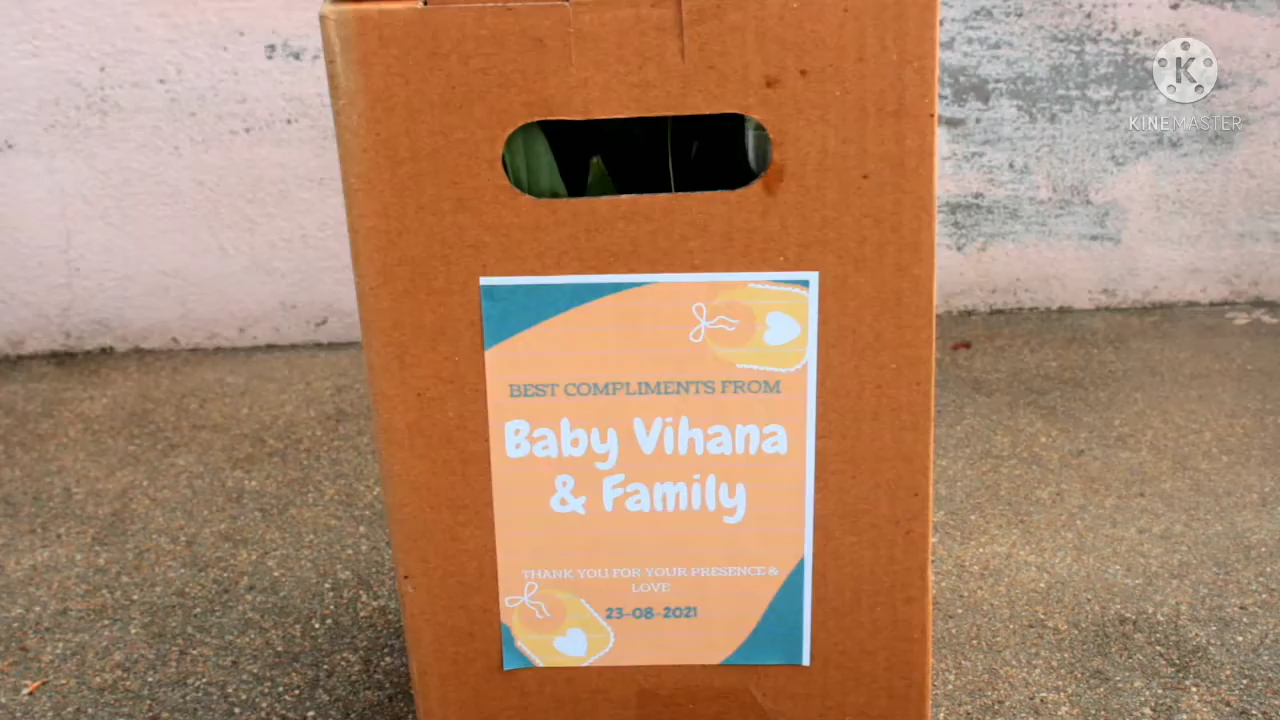 K
KINEMASTER
BEST COMPLIMENTS FROM
Baby Vihana
& Family
THANK YOU FOR YOUR PRESENCE &
LOVE
23-08-2021